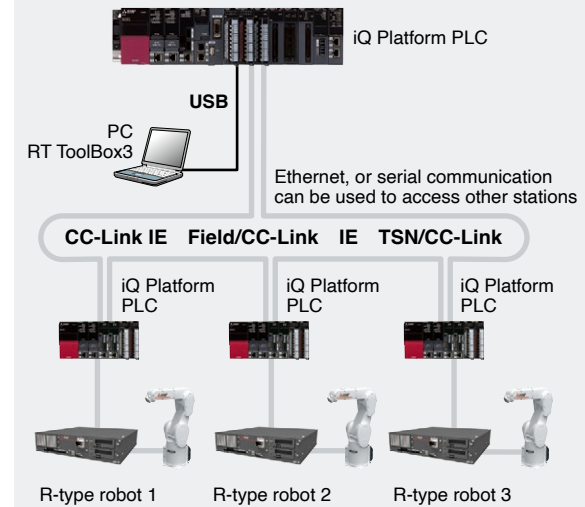 iQ Platform PLC
USB
PC
RT ToolBox3
Ethernet, or serial communication
can be used to access other stations
CC-Link IE Field/CC-Link IE TSN/CC-Link
iQ Platform
PLC
iQ Platform
PLC
iQ Platform
PLC
R-type robot 1
R-type robot 2
R-type robot 3